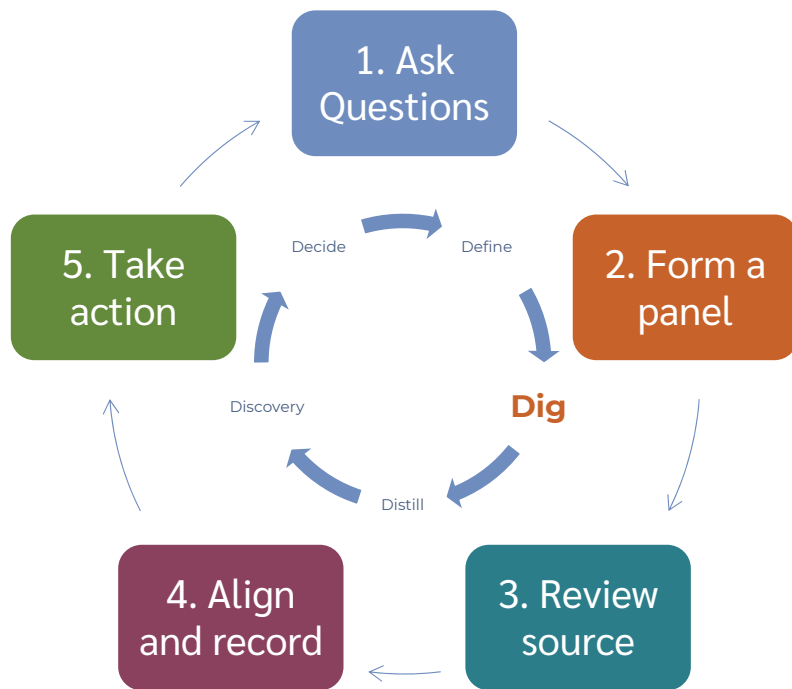 1. Ask
Questions
2. Form a
panel
3. Review
source
4. Align
and record
5. Take
action
Define
Dig
Distill
Discovery
Decide